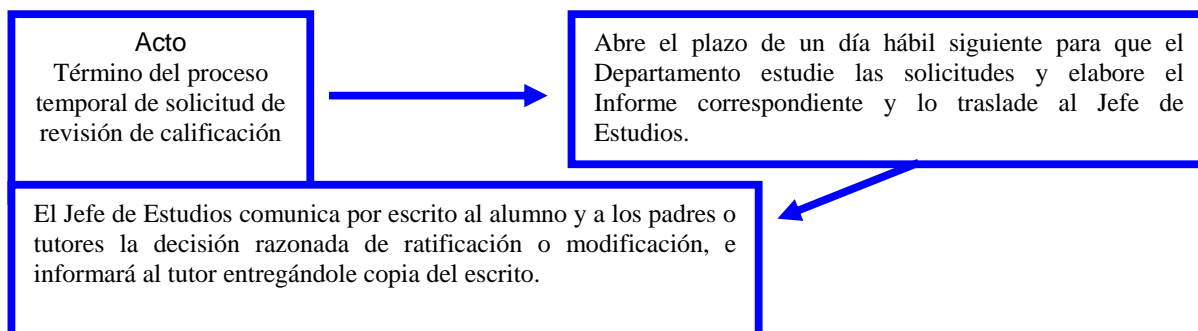 Acto
Término del proceso
temporal de solicitud de
revisión de calificación
Abre el plazo de un día hábil siguiente para que el
Departamento estudie las solicitudes y elabore el
Informe correspondiente y lo traslade al Jefe de
Estudios.
El Jefe de Estudios comunica por escrito al alumno y a los padres o
tutores la decisión razonada de ratificación o modificación, e
informará al tutor entregándole copia del escrito.